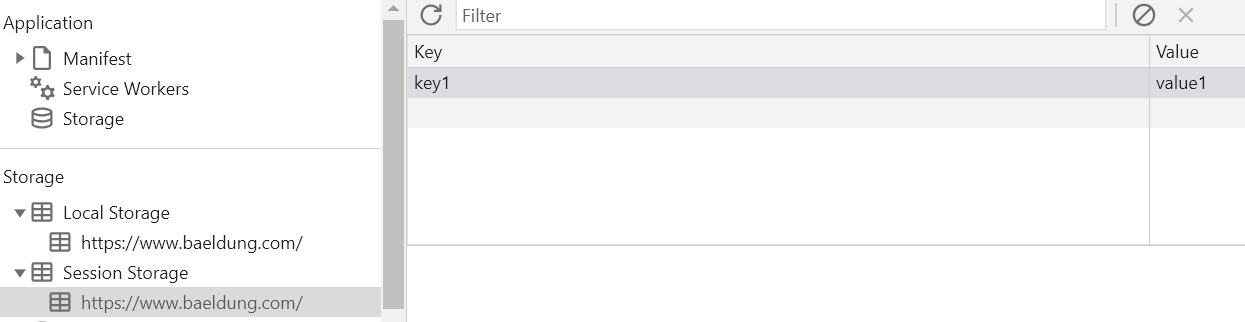 Application
Manifest
Service Workers
Storage
Storage
Local Storage
https://www.baeldung.com/
Session Storage
https://www.baeldung.com/
Filter
Key Value
key1 value1